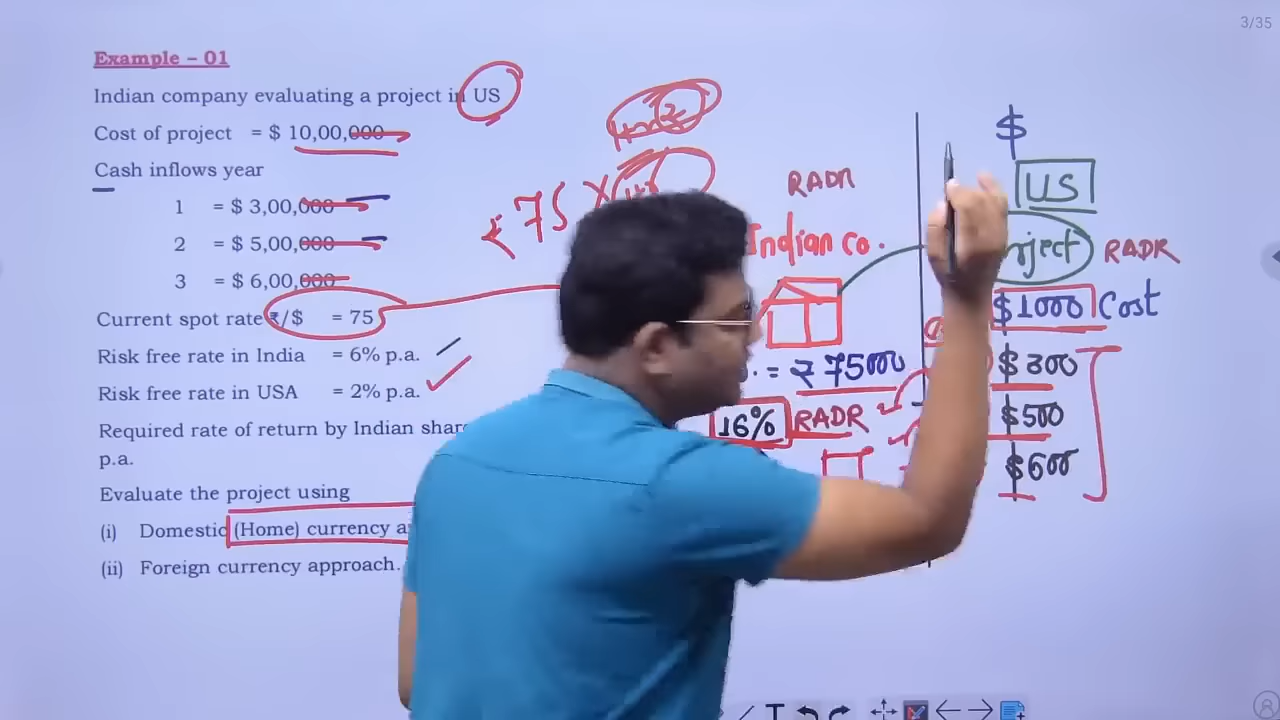 3/35
Example – 01
Indian company evaluating a project in US
Cost of project = $ 10,00,000
Cash inflows year
1 = $ 3,00,000
2 = $ 5,00,000
3 = $ 6,00,000
Current spot rate ₹/$ = 75
Risk free rate in India = 6% p.a.
Risk free rate in USA = 2% p.a.
Required rate of return by Indian
p.a.
Evaluate the project using
(i) Domestic (Home) currency
(ii) Foreign currency approach.
₹75 X
RADR
Indian co.
= ₹ 75000
16% RADR
$
US
RADR
$1000 Cost
$300
$500
$600
T